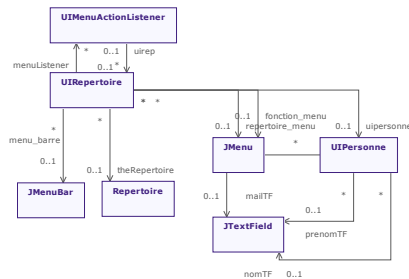 UIMenuActionListener
* 0..1 uirep
menuListener 0..1 *
UIRepertoire
* * * *
fonction_menu
0..1 repertoire_menu 0..1 0..1 uipersonne
menu_barre
JMenu * UIPersonne
0..1 0..1 theRepertoire
JMenuBar Repertoire
0..1 mailTF * *
0..1
JTextField prenomTF
nomTF 0..1